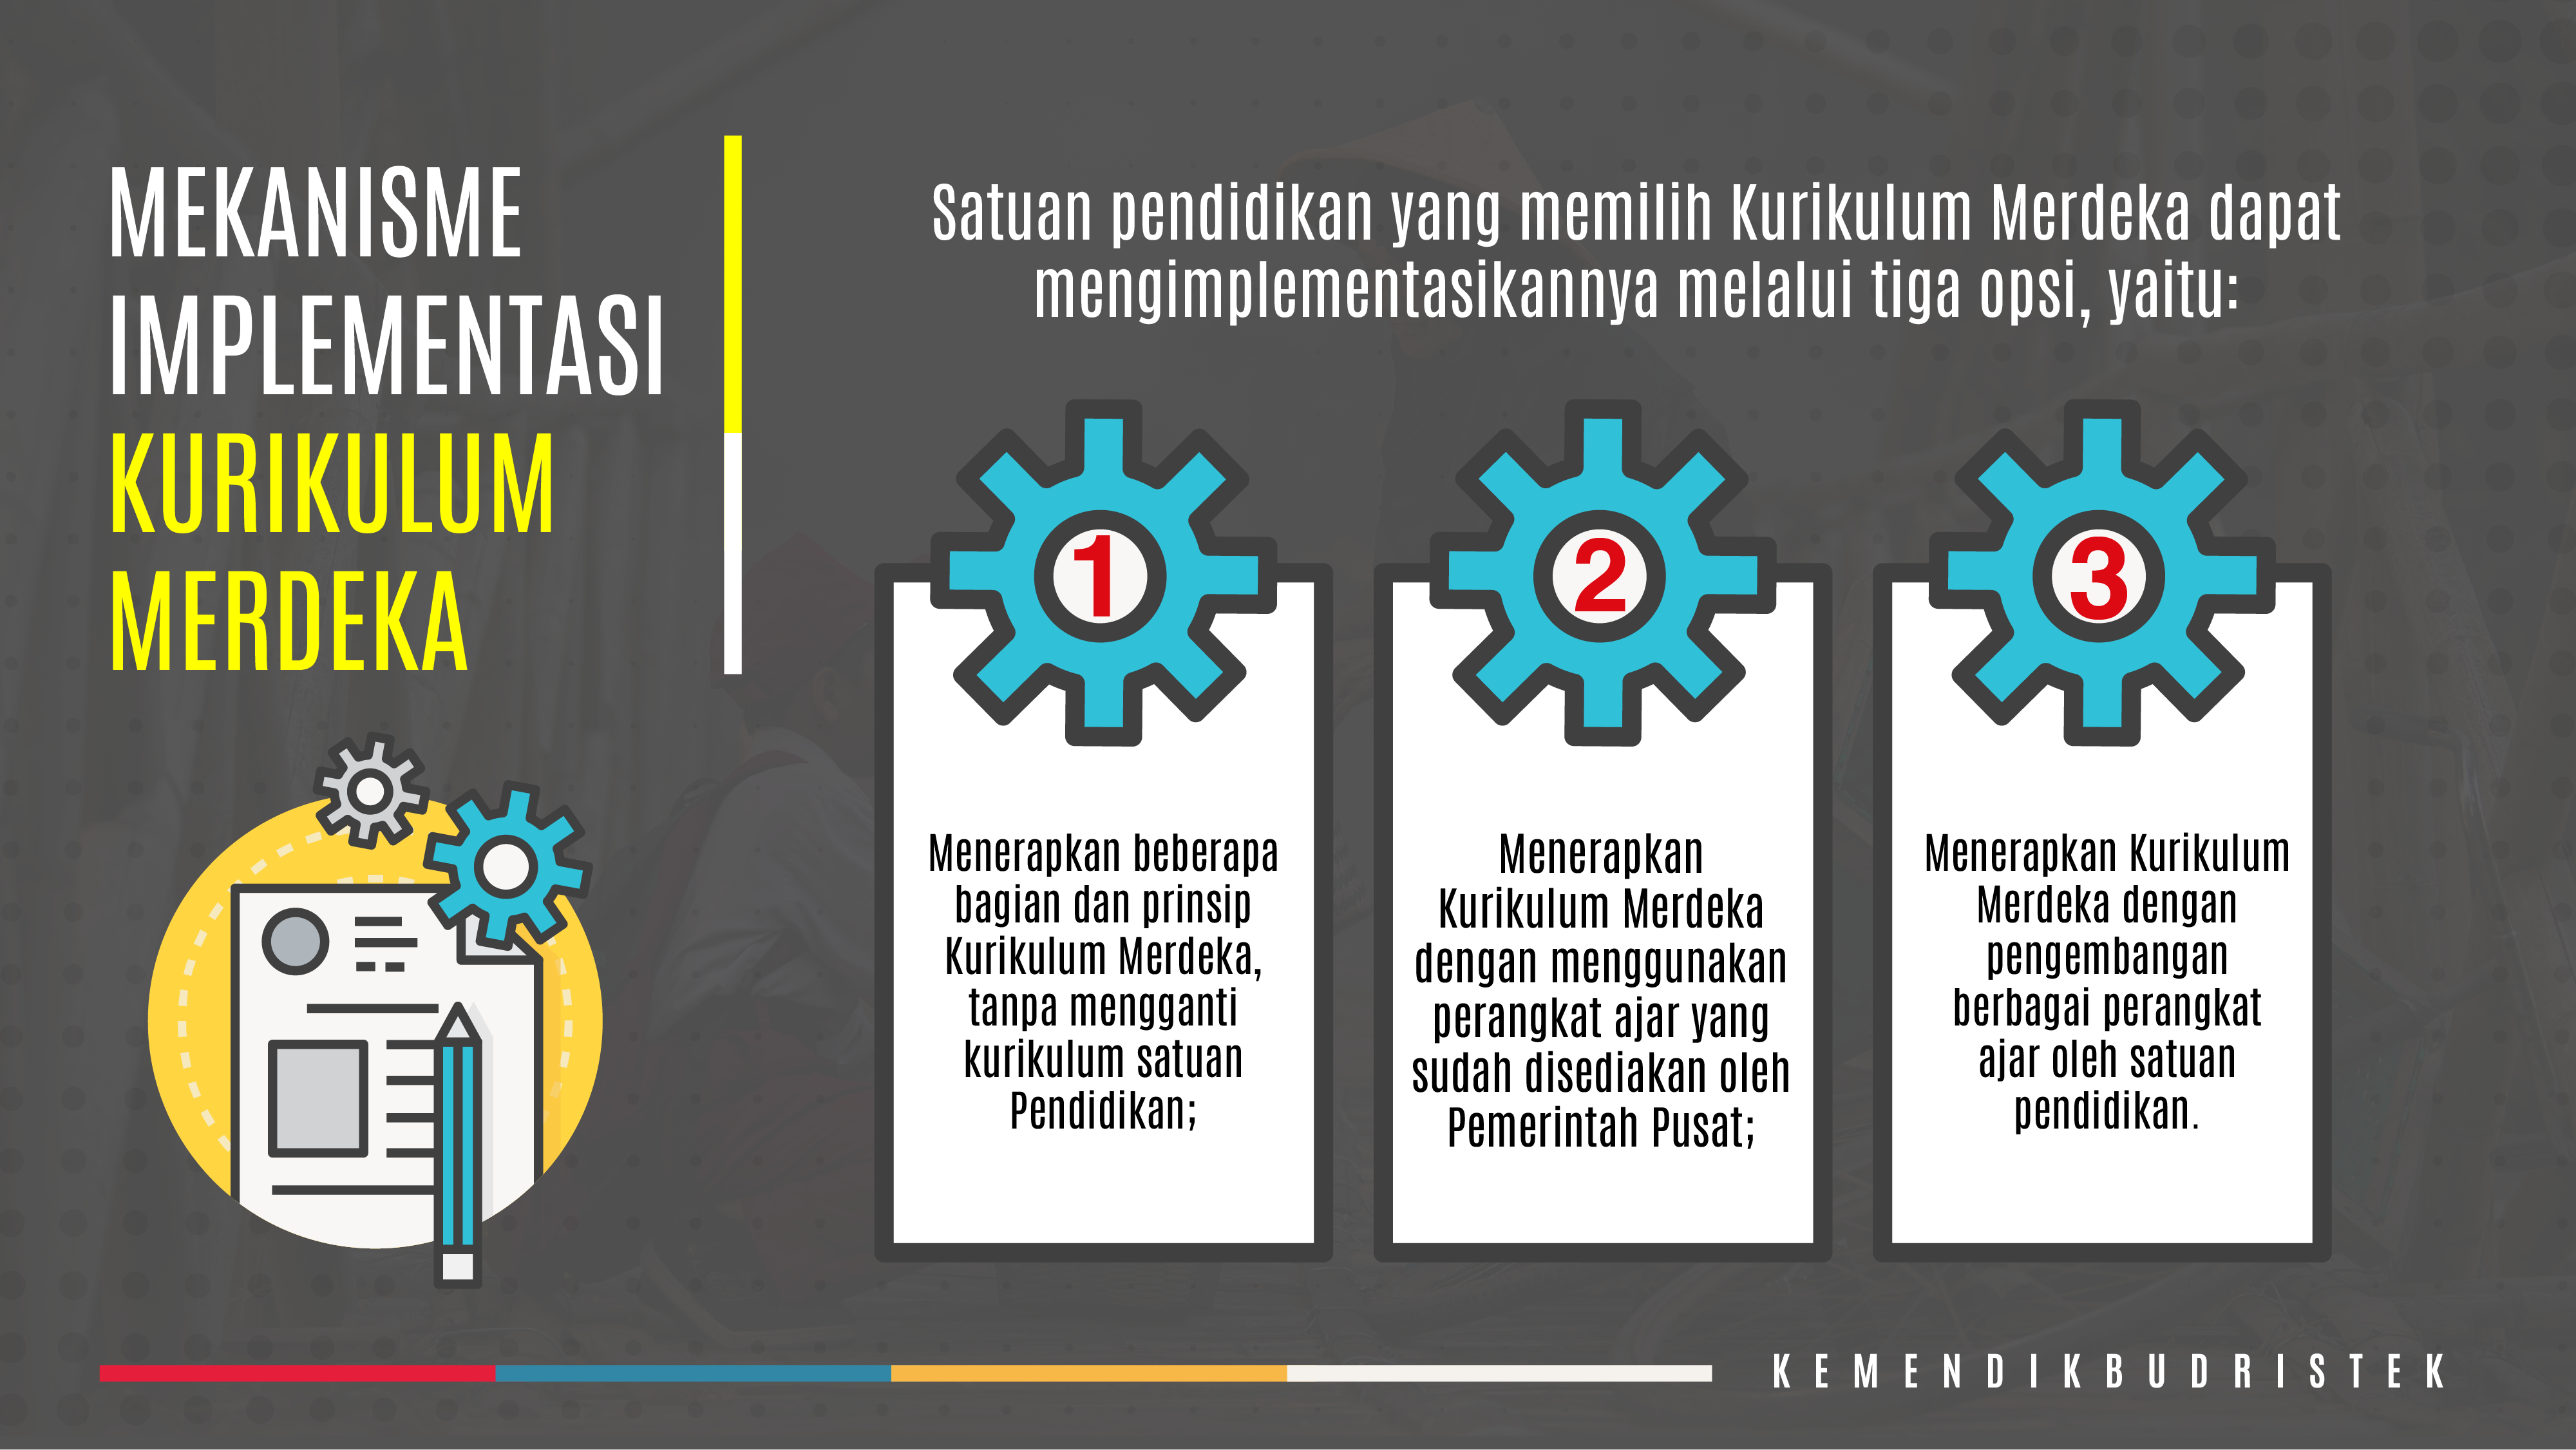 MEKANISME
IMPLEMENTASI
KURIKULUM
MERDEKA
Satuan pendidikan yang memilih Kurikulum Merdeka dapat
mengimplementasikannya melalui tiga opsi, yaitu:
1
Menerapkan beberapa
bagian dan prinsip
Kurikulum Merdeka,
tanpa mengganti
kurikulum satuan
Pendidikan;
2
Menerapkan
Kurikulum Merdeka
dengan menggunakan
perangkat ajar yang
sudah disediakan oleh
Pemerintah Pusat;
3
Menerapkan Kurikulum
Merdeka dengan
pengembangan
berbagai perangkat
ajar oleh satuan
pendidikan.
KEMENDIKBUDRISTEK